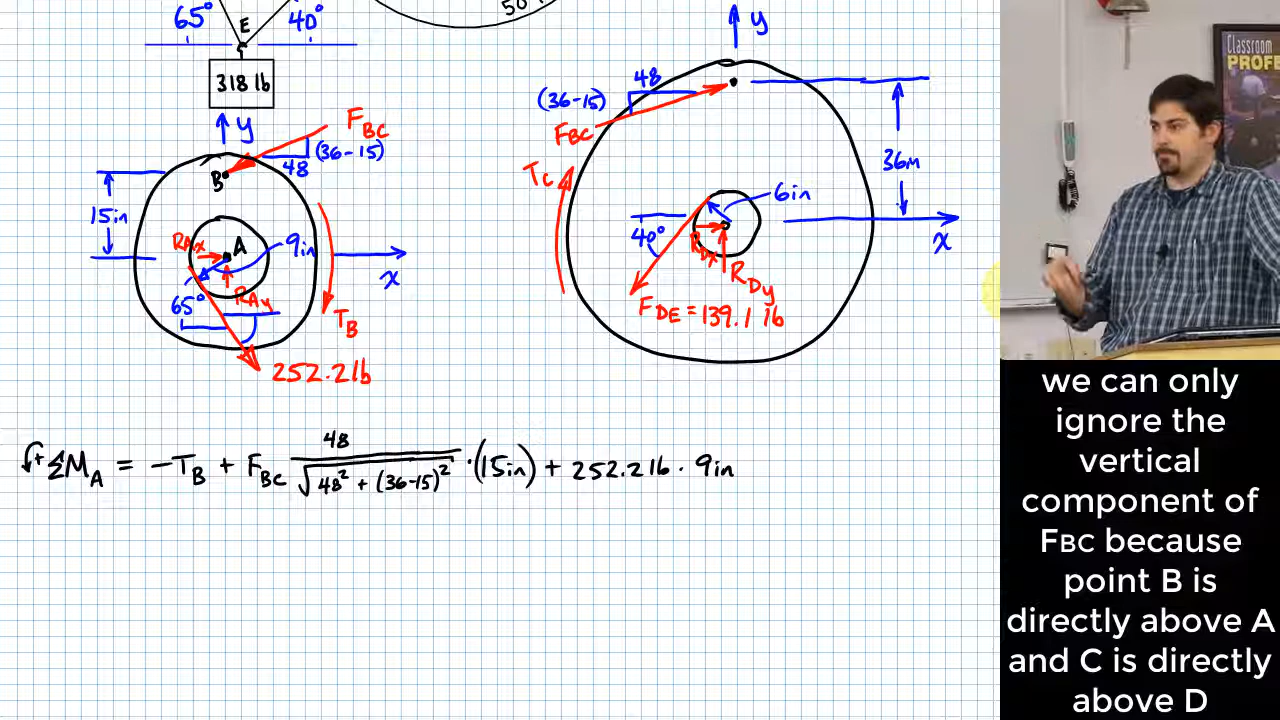 50
65° E 40°
318 lb
y
F_BC
(36-15)
48
B
15in
A
9in
R_Ax
R_Ay
65°
x
T_B
252.2 lb
y
48
(36-15)
F_BC
T_C
36in
6in
40°
R_Dx
R_Dy
x
F_DE = 139.1 lb
+ ΣM_A = -T_B + F_BC 48/√(48² + (36-15)²) · (15in) + 252.2 lb · 9in
Classroom
PROFE
we can only
ignore the
vertical
component of
FBC because
point B is
directly above A
and C is directly
above D